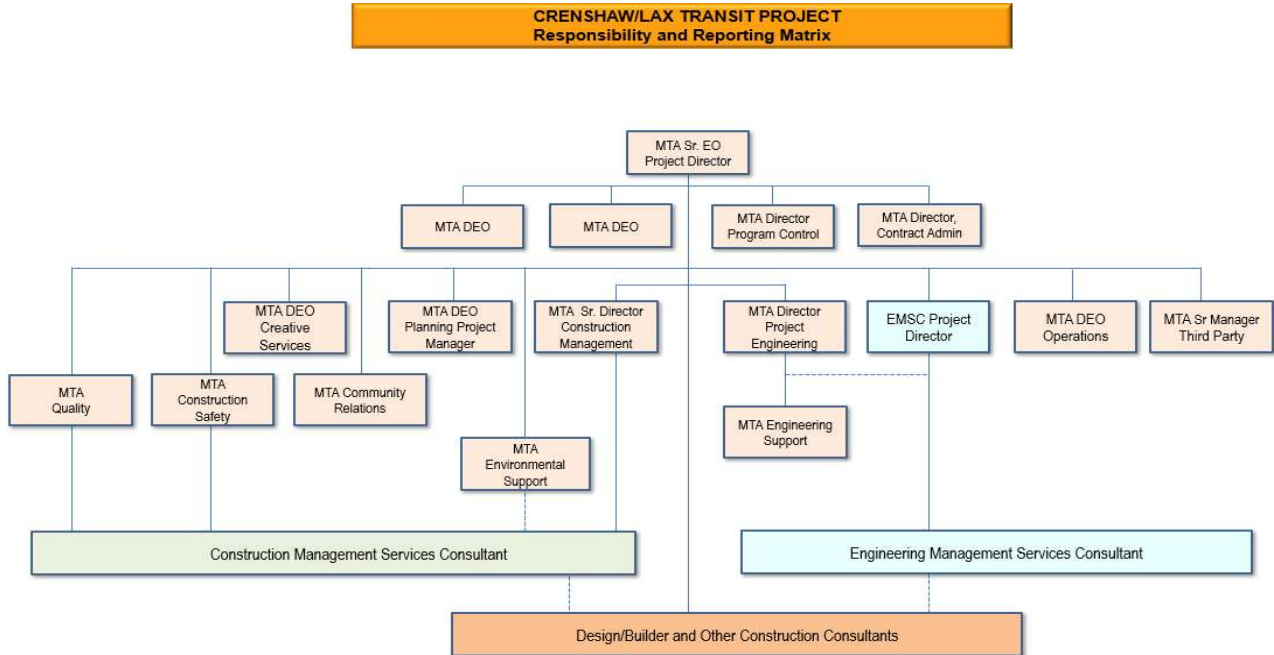 CRENSHAW/LAX TRANSIT PROJECT
Responsibility and Reporting Matrix
MTA Sr. EO
Project Director
MTA DEO
MTA DEO
MTA Director
Program Control
MTA Director,
Contract Admin
MTA DEO
Creative
Services
MTA DEO
Planning Project
Manager
MTA Sr. Director
Construction
Management
MTA Director
Project
Engineering
EMSC Project
Director
MTA DEO
Operations
MTA Sr Manager
Third Party
MTA
Quality
MTA
Construction
Safety
MTA Community
Relations
MTA Engineering
Support
MTA
Environmental
Support
Construction Management Services Consultant
Engineering Management Services Consultant
Design/Builder and Other Construction Consultants